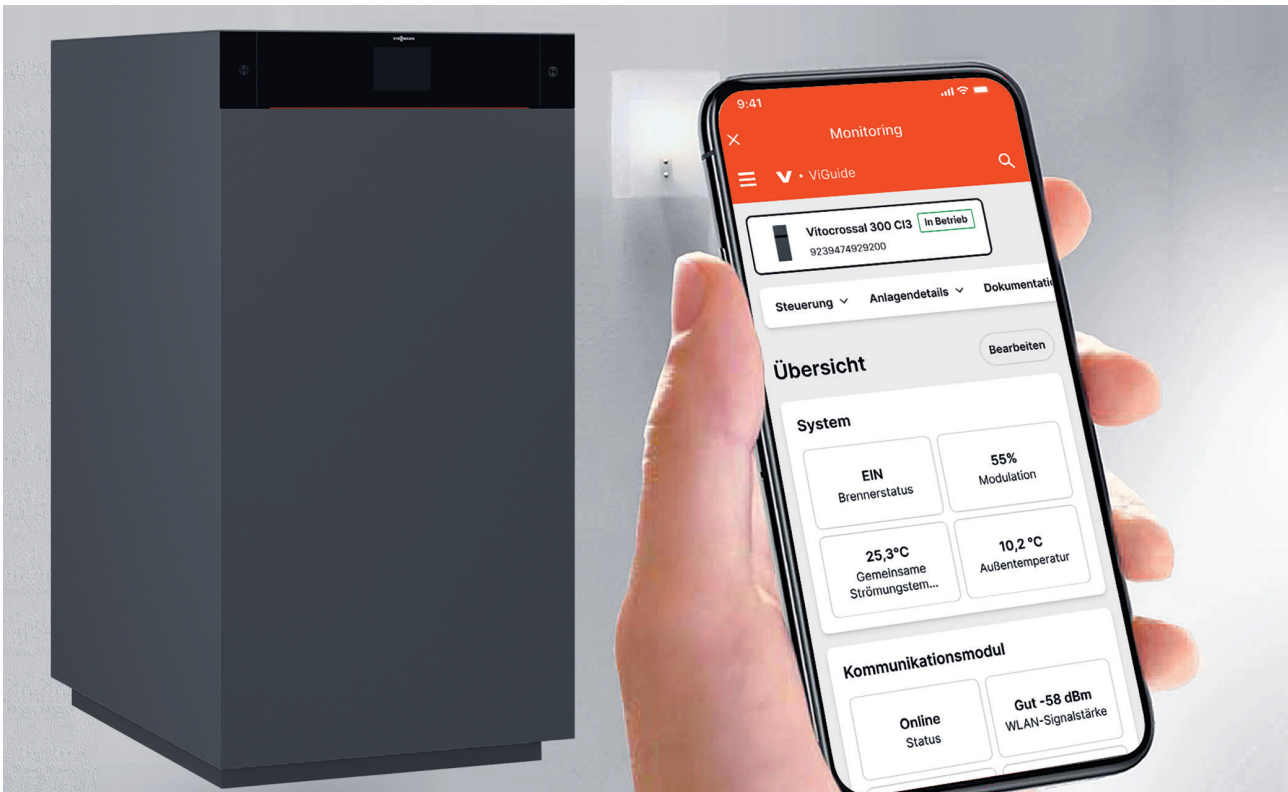 VIESMANN
9:41
Monitoring
V • ViGuide
Vitocrossal 300 CI3 In Betrieb
9239474929200
Steuerung Anlagendetails Dokumentatio
Übersicht Bearbeiten
System
EIN
Brennerstatus
55%
Modulation
25,3°C
Gemeinsame
Strömungstem...
10,2 °C
Außentemperatur
Kommunikationsmodul
Online
Status
Gut -58 dBm
WLAN-Signalstärke